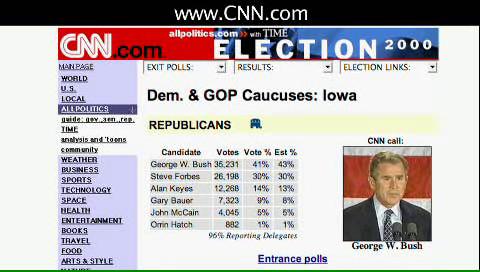 www.CNN.com
CNN.com
allpolitics.com with TIME
ELECTION 2000
MAIN PAGE
WORLD
U.S.
LOCAL
ALLPOLITICS
guide: gov.,sen.,rep.
TIME
analysis and 'toons
community
WEATHER
BUSINESS
SPORTS
TECHNOLOGY
SPACE
HEALTH
ENTERTAINMENT
BOOKS
TRAVEL
FOOD
ARTS & STYLE
EXIT POLLS: RESULTS: ELECTION LINKS:
Dem. & GOP Caucuses: Iowa
REPUBLICANS
Candidate Votes Vote % Est %
George W. Bush 35,231 41% 43%
Steve Forbes 26,198 30% 30%
Alan Keyes 12,268 14% 13%
Gary Bauer 7,323 9% 8%
John McCain 4,045 5% 5%
Orrin Hatch 882 1% 1%
96% Reporting Delegates
CNN call:
George W. Bush
Entrance polls